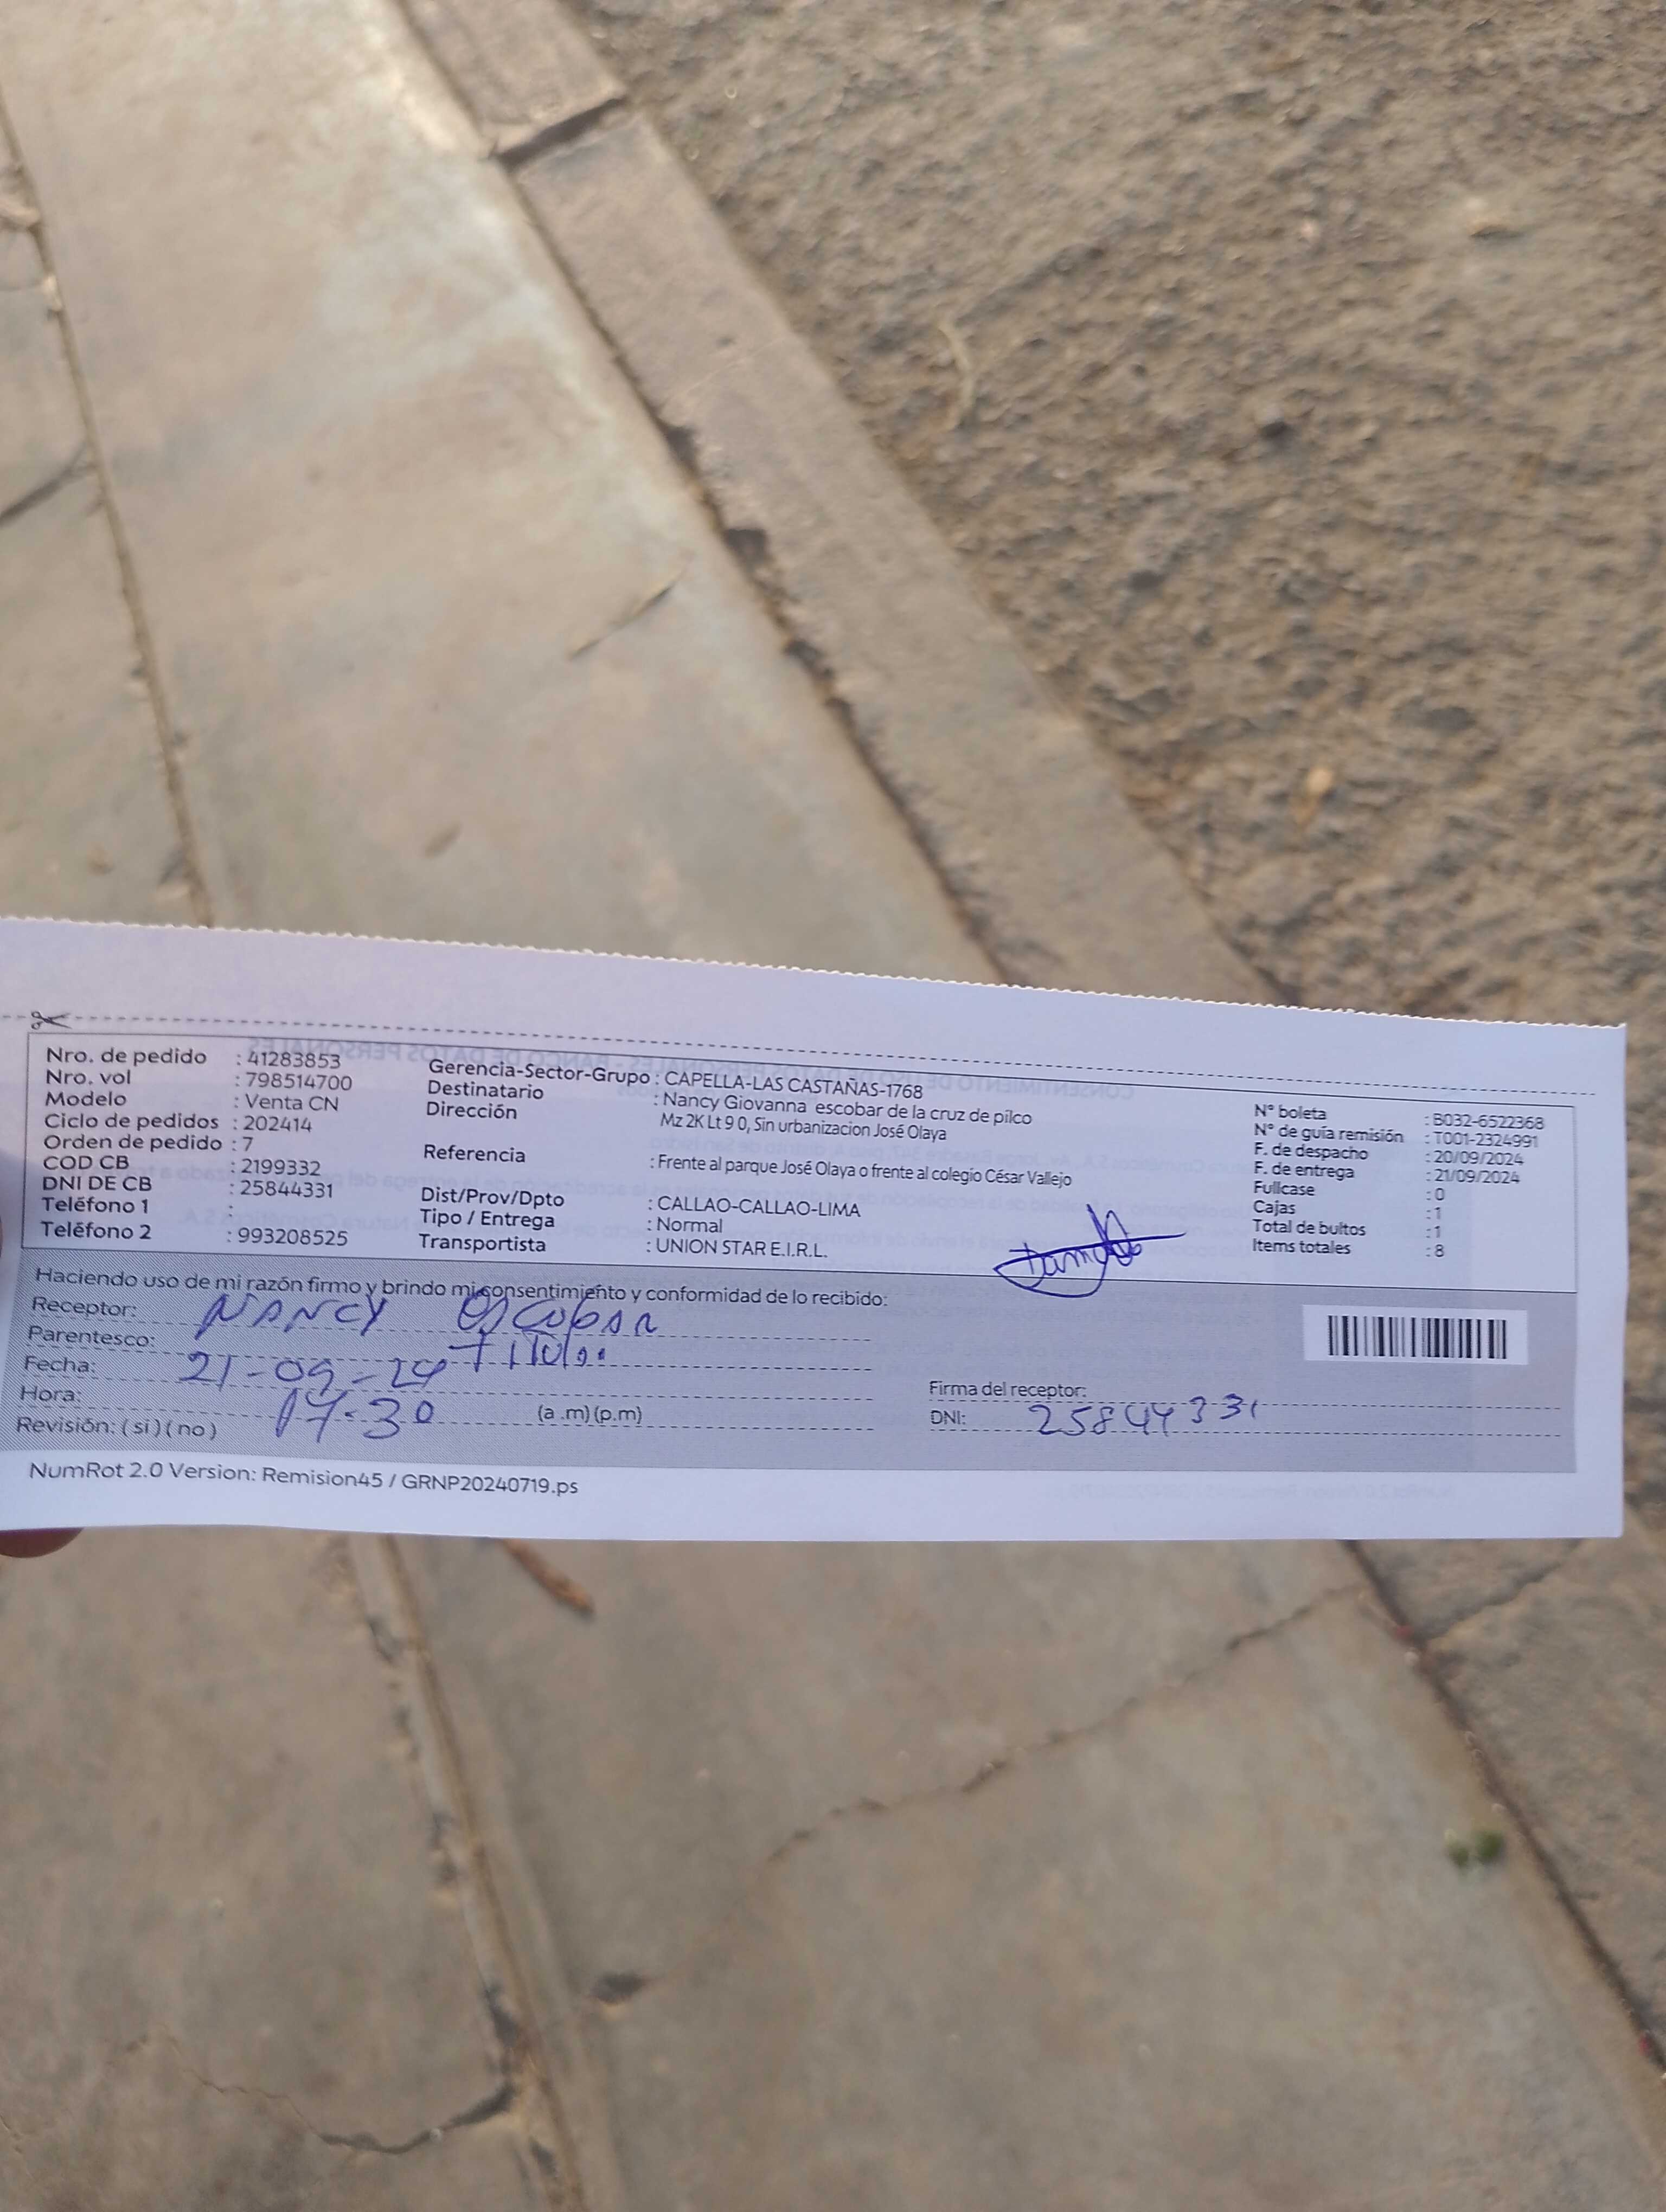 Nro. de pedido : 41283853
Nro. vol : 798514700
Modelo : Venta CN
Ciclo de pedidos : 202414
Orden de pedido : 7
COD CB : 2199332
DNI DE CB : 25844331
Teléfono 1 :
Teléfono 2 : 993208525
Gerencia-Sector-Grupo : CAPELLA-LAS CASTAÑAS-1768
Destinatario : Nancy Giovanna escobar de la cruz de pilco
Dirección Mz 2K Lt 9 0, Sin urbanizacion José Olaya
Referencia : Frente al parque José Olaya o frente al colegio César Vallejo
Dist/Prov/Dpto : CALLAO-CALLAO-LIMA
Tipo / Entrega : Normal
Transportista : UNION STAR E.I.R.L.
N° boleta : B032-6522368
N° de guía remisión : T001-2324991
F. de despacho : 20/09/2024
F. de entrega : 21/09/2024
Fullcase : 0
Cajas : 1
Total de bultos : 1
Items totales : 8
Haciendo uso de mi razón firmo y brindo mi consentimiento y conformidad de lo recibido:
Receptor: NANCY Escobar
Parentesco:
Fecha: 21-09-24
Hora: 17:30 (a .m) (p.m)
Revisión: ( si ) ( no )
Firma del receptor:
DNI: 25844331
NumRot 2.0 Version: Remision45 / GRNP20240719.ps